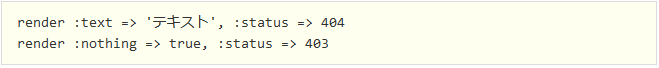 render :text => 'テキスト', :status => 404
render :nothing => true, :status => 403